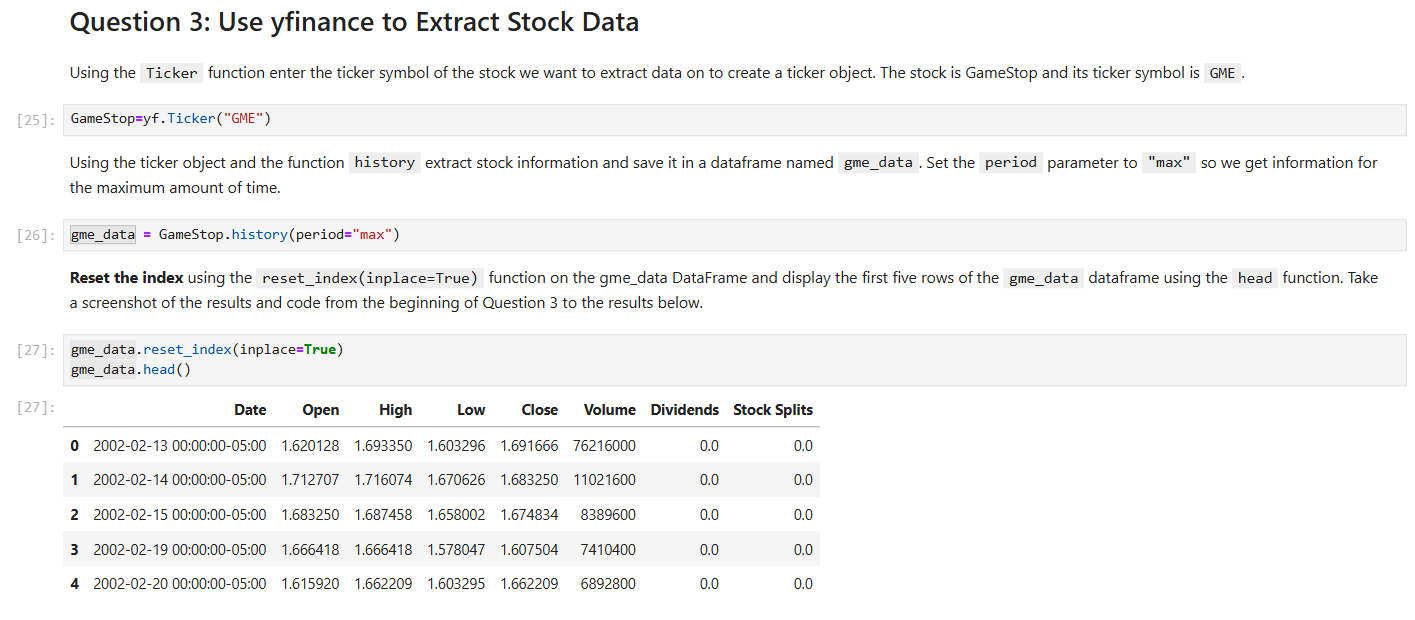 Question 3: Use yfinance to Extract Stock Data
Using the Ticker function enter the ticker symbol of the stock we want to extract data on to create a ticker object. The stock is GameStop and its ticker symbol is GME .
[25]: GameStop=yf.Ticker("GME")
Using the ticker object and the function history extract stock information and save it in a dataframe named gme_data . Set the period parameter to "max" so we get information for
the maximum amount of time.
[26]: gme_data = GameStop.history(period="max")
Reset the index using the reset_index(inplace=True) function on the gme_data DataFrame and display the first five rows of the gme_data dataframe using the head function. Take
a screenshot of the results and code from the beginning of Question 3 to the results below.
[27]: gme_data.reset_index(inplace=True)
gme_data.head()
[27]: Date Open High Low Close Volume Dividends Stock Splits
0 2002-02-13 00:00:00-05:00 1.620128 1.693350 1.603296 1.691666 76216000 0.0 0.0
1 2002-02-14 00:00:00-05:00 1.712707 1.716074 1.670626 1.683250 11021600 0.0 0.0
2 2002-02-15 00:00:00-05:00 1.683250 1.687458 1.658002 1.674834 8389600 0.0 0.0
3 2002-02-19 00:00:00-05:00 1.666418 1.666418 1.578047 1.607504 7410400 0.0 0.0
4 2002-02-20 00:00:00-05:00 1.615920 1.662209 1.603295 1.662209 6892800 0.0 0.0